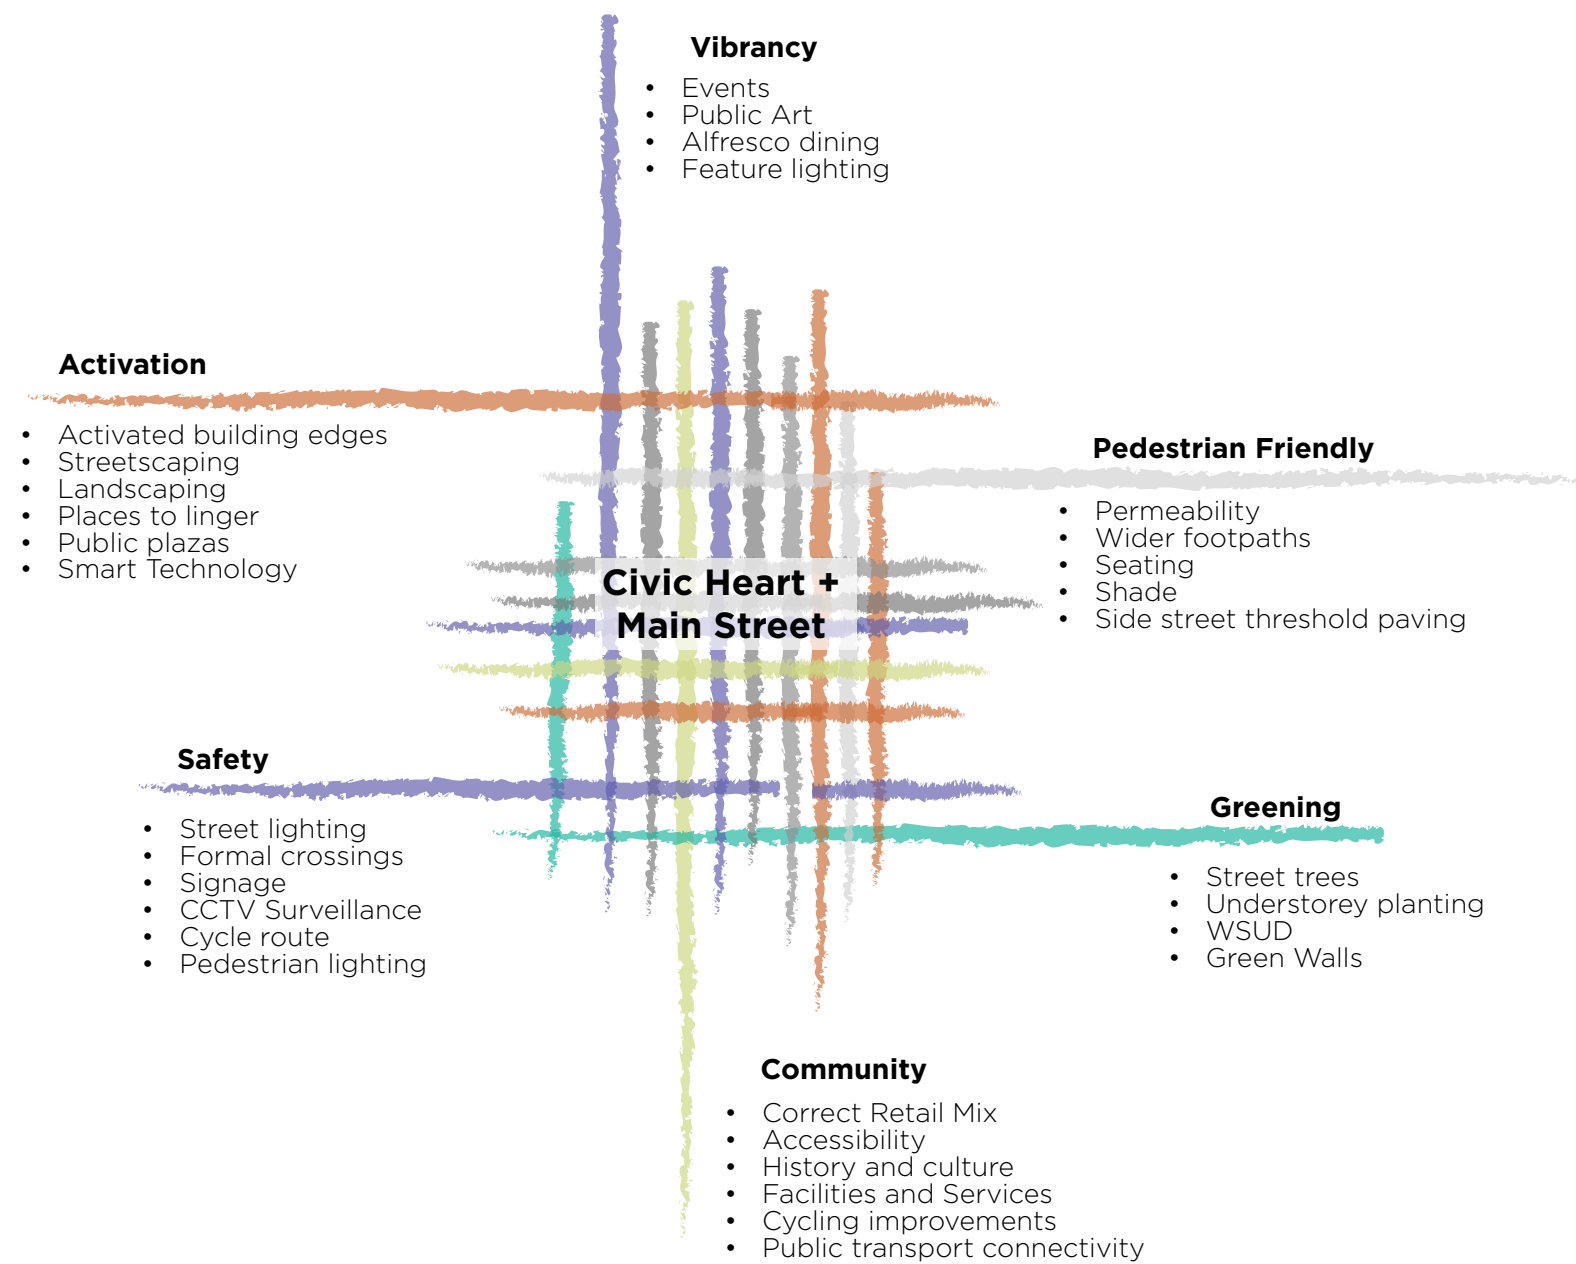 Vibrancy
• Events
• Public Art
• Alfresco dining
• Feature lighting
Activation
• Activated building edges
• Streetscaping
• Landscaping
• Places to linger
• Public plazas
• Smart Technology
Pedestrian Friendly
• Permeability
• Wider footpaths
• Seating
• Shade
• Side street threshold paving
Civic Heart +
Main Street
Safety
• Street lighting
• Formal crossings
• Signage
• CCTV Surveillance
• Cycle route
• Pedestrian lighting
Greening
• Street trees
• Understorey planting
• WSUD
• Green Walls
Community
• Correct Retail Mix
• Accessibility
• History and culture
• Facilities and Services
• Cycling improvements
• Public transport connectivity